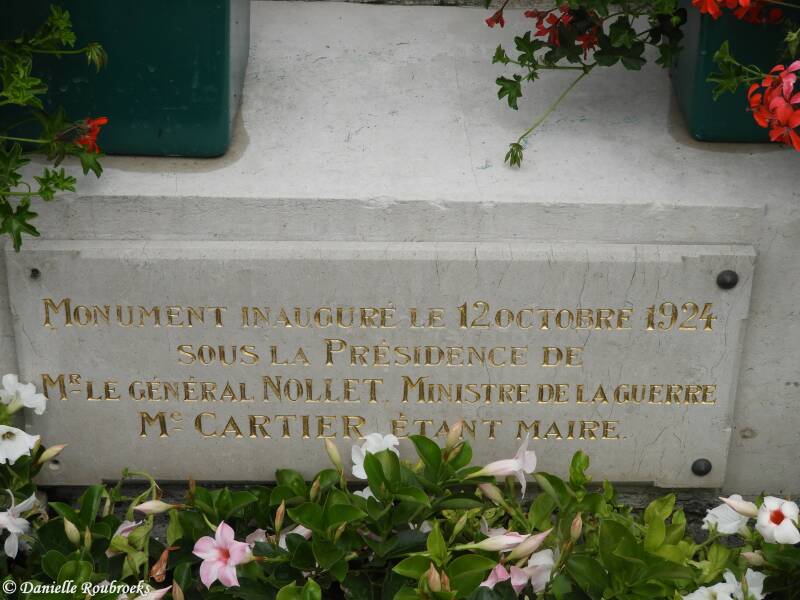 MONUMENT INAUGURÉ LE 12 OCTOBRE 1924
SOUS LA PRÉSIDENCE DE
MR LE GÉNÉRAL NOLLET. MINISTRE DE LA GUERRE
Me CARTIER ÉTANT MAIRE.
© Danielle Roubroeks